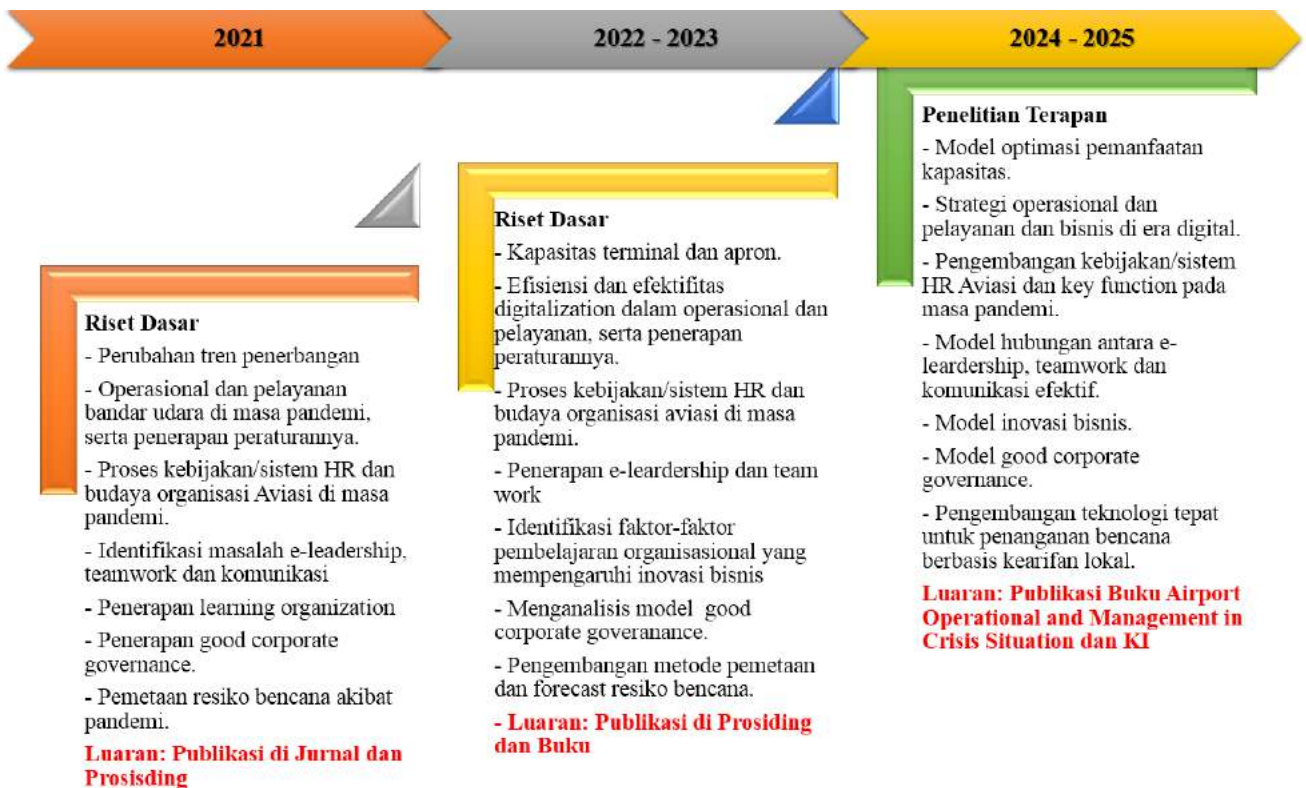 2021
2022 - 2023
2024 - 2025
Riset Dasar
- Perubahan tren penerbangan
- Operasional dan pelayanan
bandar udara di masa pandemi,
serta penerapan peraturannya.
- Proses kebijakan/sistem HR dan
budaya organisasi Aviasi di masa
pandemi.
- Identifikasi masalah e-leadership,
teamwork dan komunikasi
- Penerapan learning organization
- Penerapan good corporate
governance.
- Pemetaan resiko bencana akibat
pandemi.
Luaran: Publikasi di Jurnal dan
Prosisding
Riset Dasar
- Kapasitas terminal dan apron.
- Efisiensi dan efektifitas
digitalization dalam operasional dan
pelayanan, serta penerapan
peraturannya.
- Proses kebijakan/sistem HR dan
budaya organisasi aviasi di masa
pandemi.
- Penerapan e-leardership dan team
work
- Identifikasi faktor-faktor
pembelajaran organisasional yang
mempengaruhi inovasi bisnis
- Menganalisis model good
corporate goveranance.
- Pengembangan metode pemetaan
dan forecast resiko bencana.
- Luaran: Publikasi di Prosiding
dan Buku
Penelitian Terapan
- Model optimasi pemanfaatan
kapasitas.
- Strategi operasional dan
pelayanan dan bisnis di era digital.
- Pengembangan kebijakan/sistem
HR Aviasi dan key function pada
masa pandemi.
- Model hubungan antara e-
leardership, teamwork dan
komunikasi efektif.
- Model inovasi bisnis.
- Model good corporate
governance.
- Pengembangan teknologi tepat
untuk penanganan bencana
berbasis kearifan lokal.
Luaran: Publikasi Buku Airport
Operational and Management in
Crisis Situation dan KI